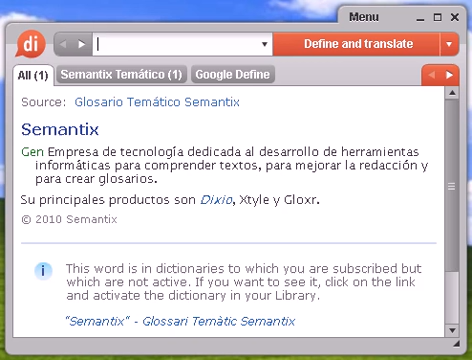 Menu
di
Define and translate
All (1)
Semantix Temático (1)
Google Define
Source: Glosario Temático Semantix
Semantix
Gen Empresa de tecnología dedicada al desarrollo de herramientas
informáticas para comprender textos, para mejorar la redacción y
para crear glosarios.
Su principales productos son Dixio, Xtyle y Gloxr.
© 2010 Semantix
i
This word is in dictionaries to which you are subscribed but
which are not active. If you want to see it, click on the link
and activate the dictionary in your Library.
"Semantix" - Glossari Temàtic Semantix